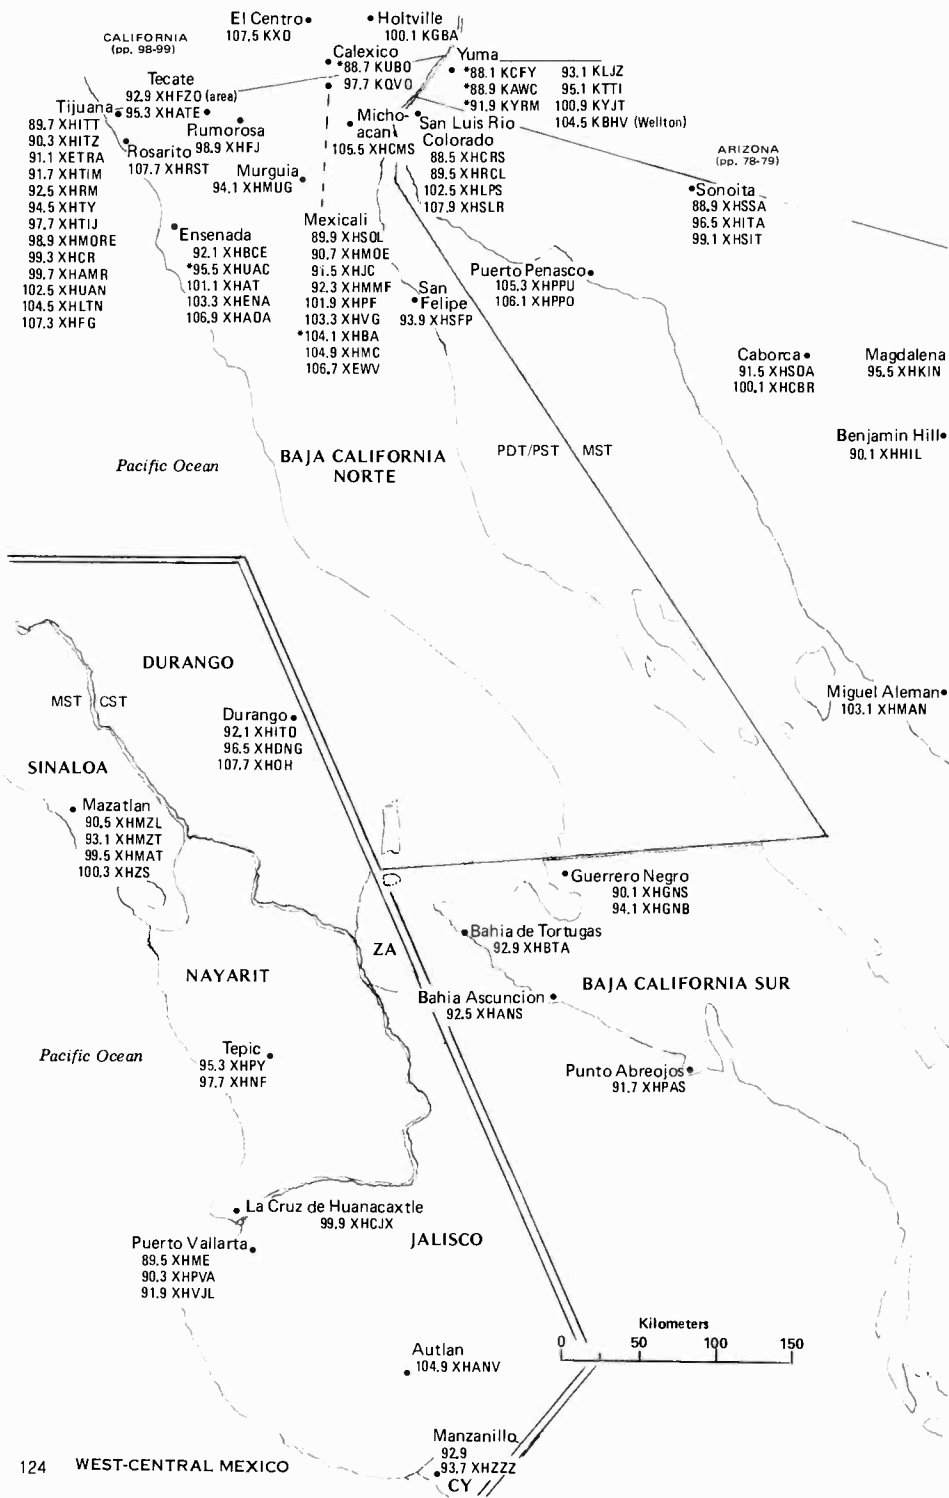 El Centro
107.5 KXO
Holtville
100.1 KGBA
CALIFORNIA
(pp. 98-99)
Calexico
*88.7 KUBO
97.7 KQVO
Yuma
*88.1 KCFY
*88.9 KAWC
*91.9 KYRM
93.1 KLJZ
95.1 KTTI
100.9 KYJT
104.5 KBHV (Wellton)
Tecate
92.9 XHFZO (area)
95.3 XHATE
Tijuana
89.7 XHITT
90.3 XHITZ
91.1 XETRA
91.7 XHTIM
92.5 XHRM
94.5 XHTY
97.7 XHTIJ
98.9 XHMORE
99.3 XHCR
99.7 XHAMR
102.5 XHUAN
104.5 XHLTN
107.3 XHFG
Rumorosa
98.9 XHFJ
Rosarito
107.7 XHRST
Micho-
acan
105.5 XHCMS
San Luis Rio
Colorado
88.5 XHCRS
89.5 XHRCL
102.5 XHLPS
107.9 XHSLR
ARIZONA
(pp. 78-79)
Murguia
94.1 XHMUG
Sonoita
88.9 XHSSA
96.5 XHITA
99.1 XHSIT
Ensenada
92.1 XHBCE
*95.5 XHUAC
101.1 XHAT
103.3 XHENA
106.9 XHADA
Mexicali
89.9 XHSOL
90.7 XHMOE
91.5 XHJC
92.3 XHMMF
101.9 XHPF
103.3 XHVG
*104.1 XHBA
104.9 XHMC
106.7 XEWV
San
Felipe
93.9 XHSFP
Puerto Penasco
105.3 XHPPU
106.1 XHPPO
Caborca
91.5 XHSOA
100.1 XHCBR
Magdalena
95.5 XHKIN
Benjamin Hill
90.1 XHHIL
Pacific Ocean
BAJA CALIFORNIA
NORTE
PDT/PST
MST
DURANGO
MST
CST
Durango
92.1 XHITO
96.5 XHDNG
107.7 XHOH
Miguel Aleman
103.1 XHMAN
SINALOA
Mazatlan
90.5 XHMZL
93.1 XHMZT
99.5 XHMAT
100.3 XHZS
Guerrero Negro
90.1 XHGNS
94.1 XHGNB
Bahia de Tortugas
92.9 XHBTA
ZA
NAYARIT
BAJA CALIFORNIA SUR
Bahia Ascuncion
92.5 XHANS
Pacific Ocean
Tepic
95.3 XHPY
97.7 XHNF
Punto Abreojos
91.7 XHPAS
La Cruz de Huanacaxtle
99.9 XHCJX
JALISCO
Puerto Vallarta
89.5 XHME
90.3 XHPVA
91.9 XHVJL
Kilometers
0 50 100 150
Autlan
104.9 XHANV
Manzanillo
92.9
93.7 XHZZZ
CY
124 WEST-CENTRAL MEXICO